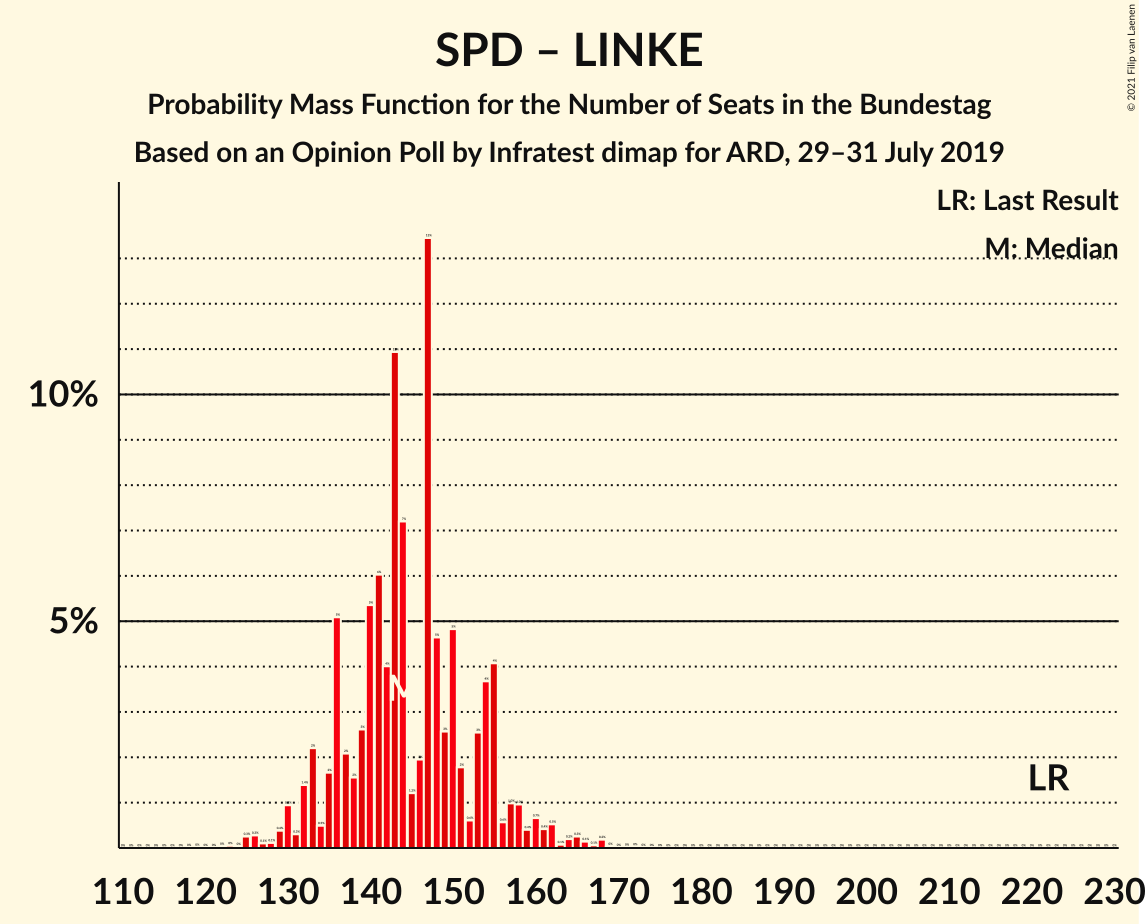 SPD – LINKE
Probability Mass Function for the Number of Seats in the Bundestag
Based on an Opinion Poll by Infratest dimap for ARD, 29–31 July 2019
© 2021 Filip van Laenen
LR: Last Result
M: Median
10%
5%
M
LR
110 120 130 140 150 160 170 180 190 200 210 220 230